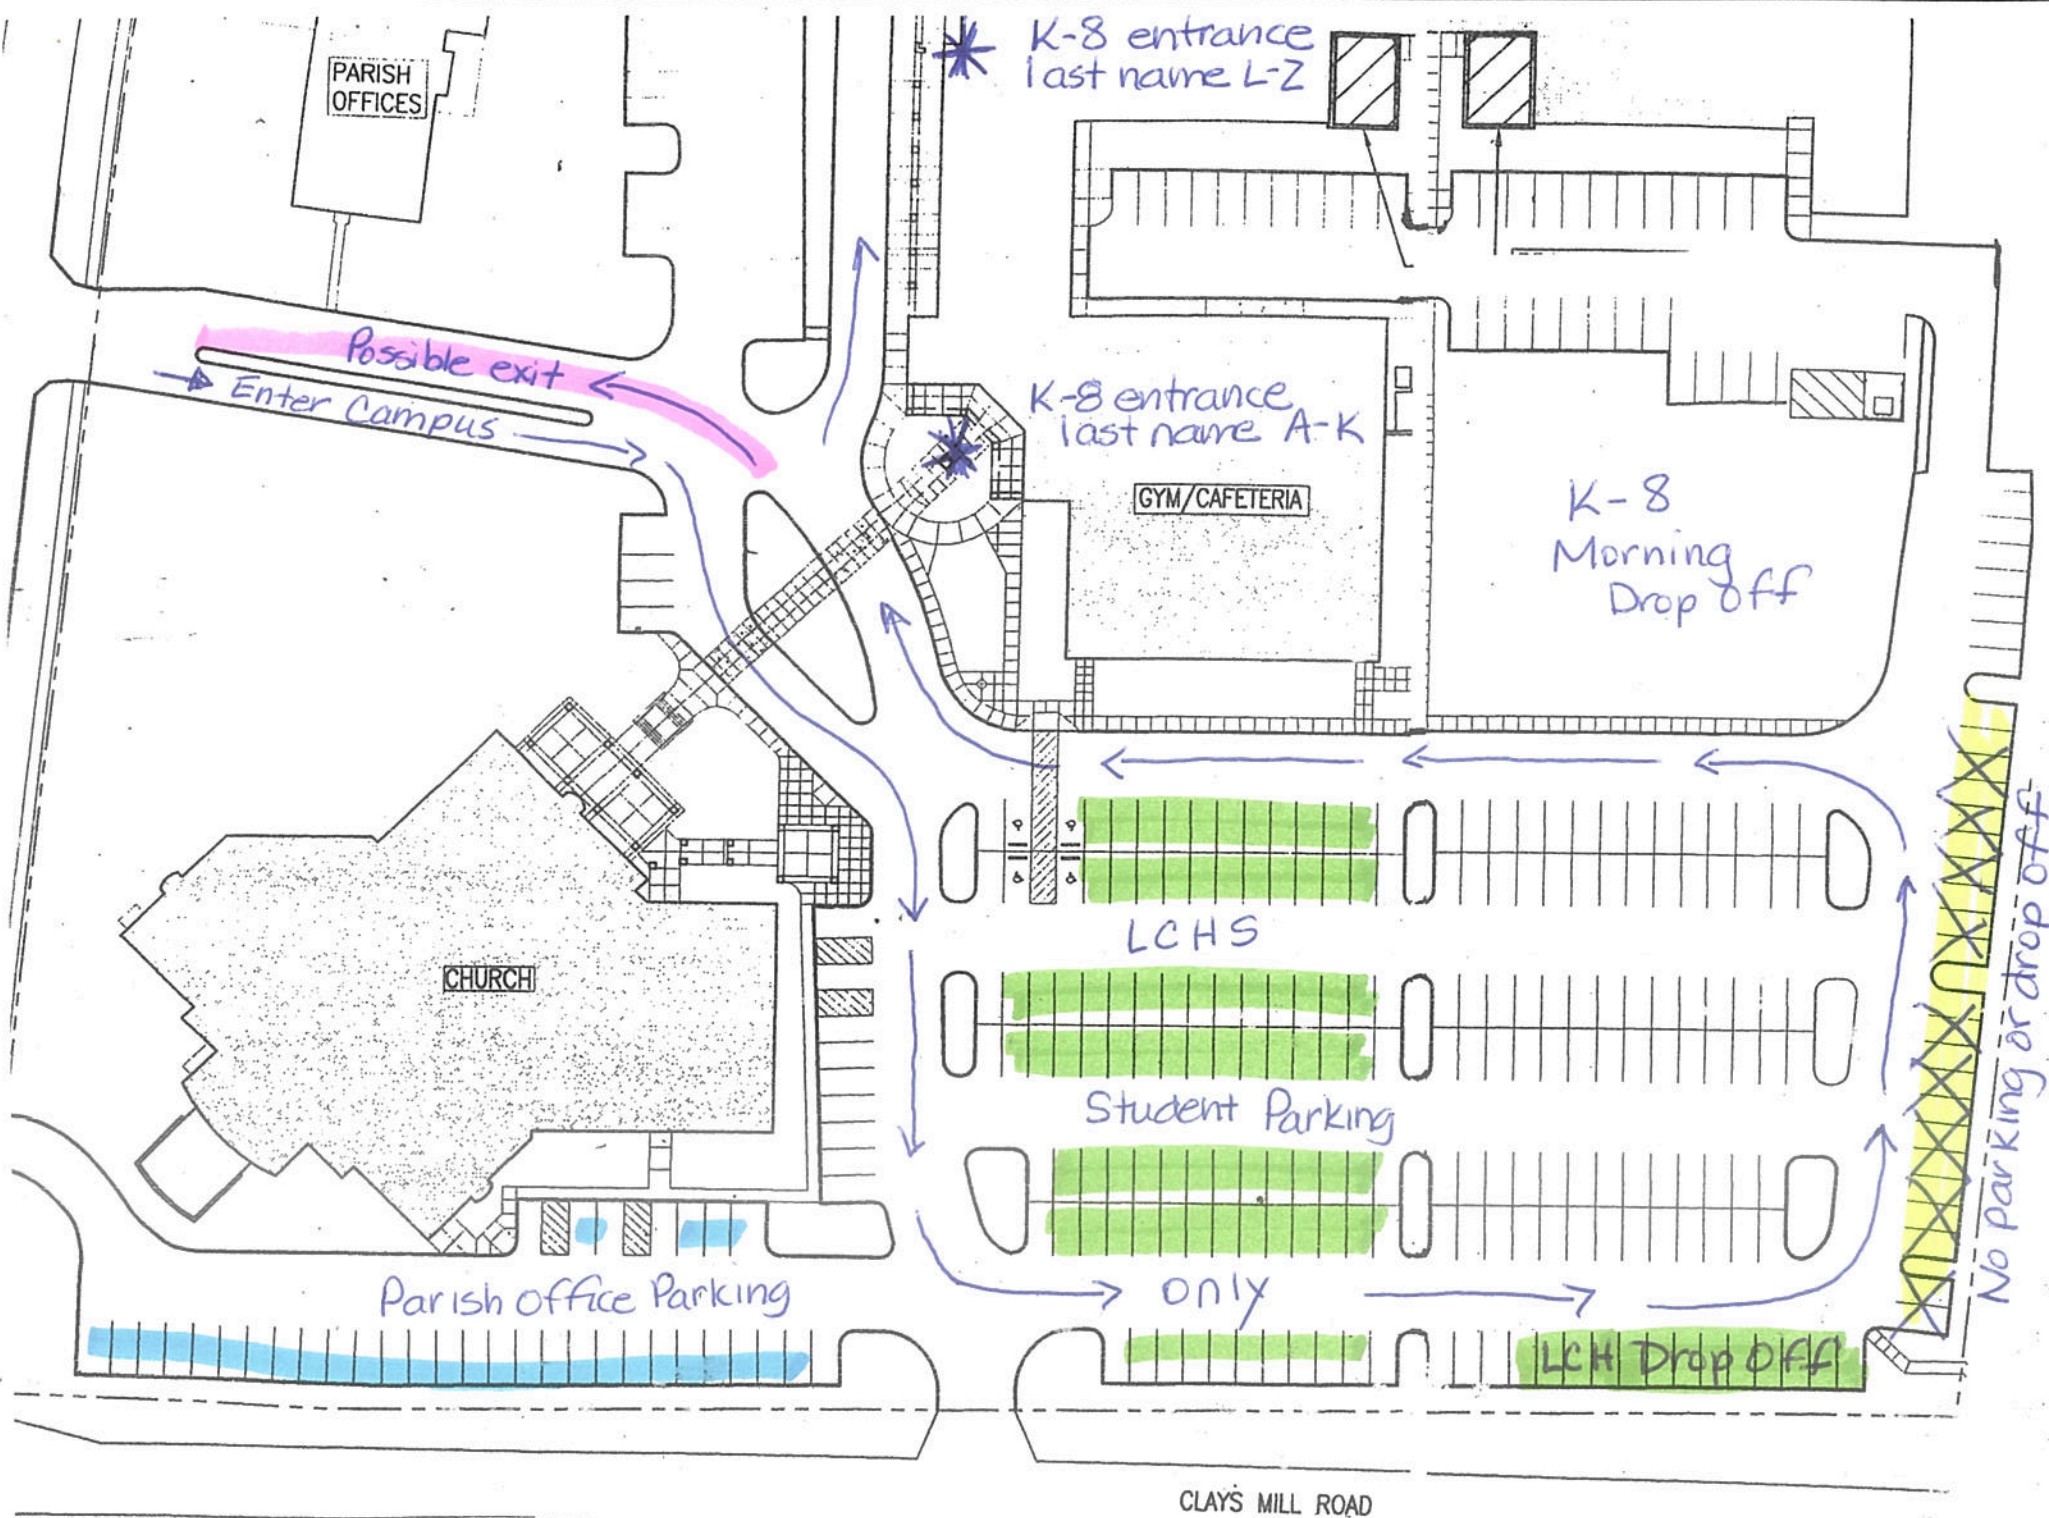 K-8 entrance
last name L-Z
PARISH
OFFICES
Possible exit
Enter Campus
K-8 entrance
last name A-K
GYM/CAFETERIA
K-8
Morning
Drop off
No parking or drop off
LCHS
CHURCH
Student Parking
Parish office Parking
only
LCH Drop Off
CLAYS MILL ROAD